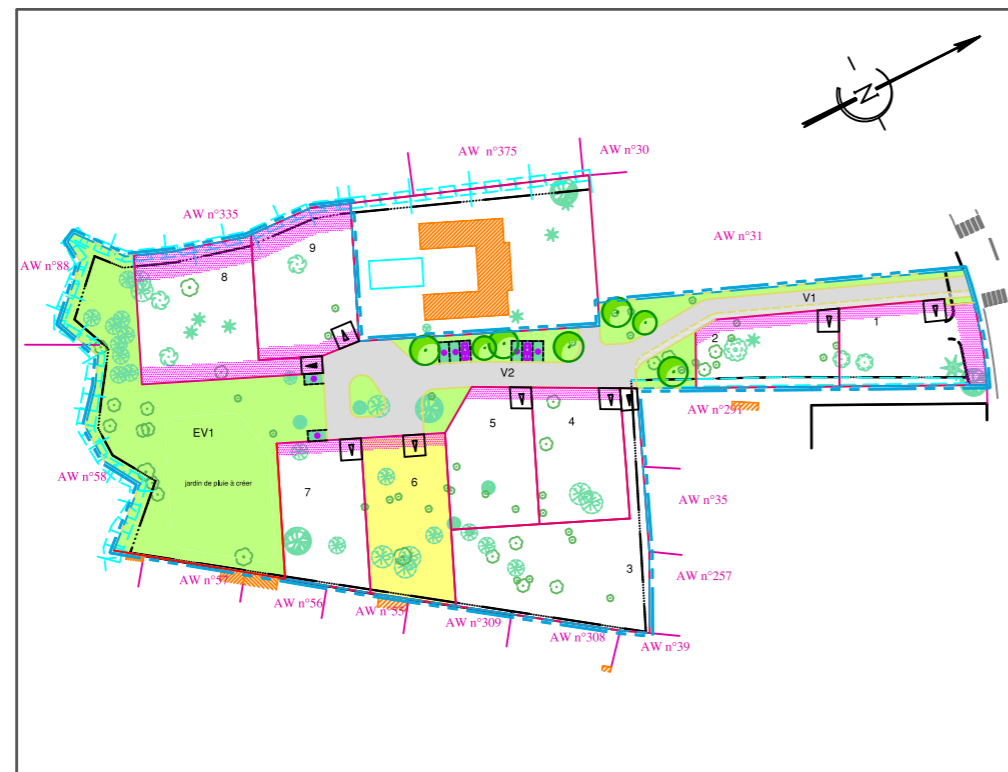 N
AW n°375
AW n°30
AW n°335
AW n°31
9
AW n°88
8
V1
1
2
V2
5
4
AW n°291
EV1
AW n°58
jardin de pluie à créer
7
6
AW n°35
3
AW n°257
AW n°57
AW n°56
AW n°55
AW n°309
AW n°308
AW n°39